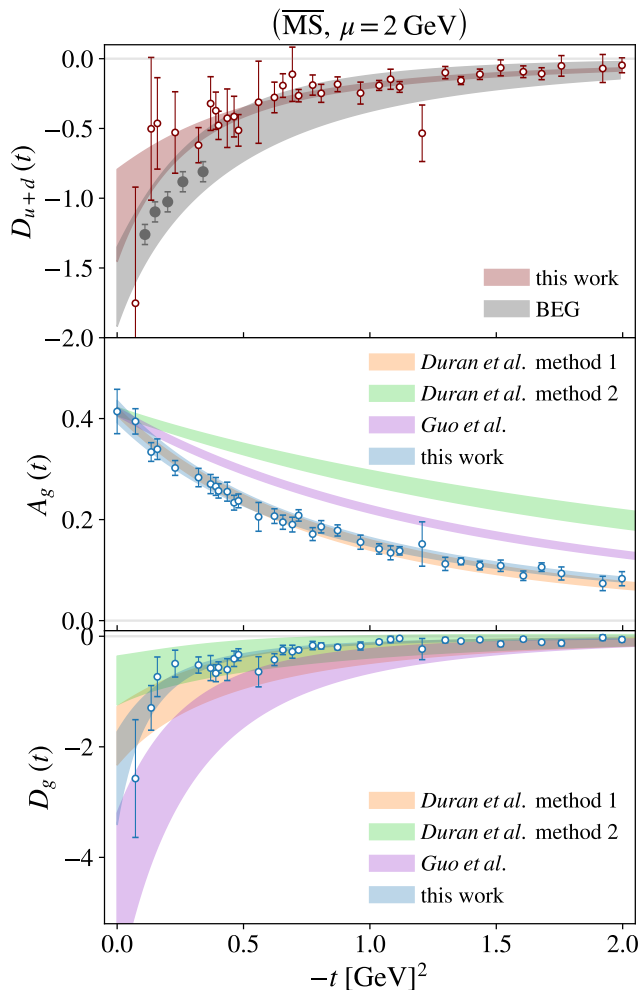 (MS̅, μ = 2 GeV)
0.0
−0.5
−1.0
−1.5
−2.0
D_{u+d}(t)
this work
BEG
2.0
0.4
0.2
0.0
A_g(t)
Duran et al. method 1
Duran et al. method 2
Guo et al.
this work
0
−2
−4
D_g(t)
Duran et al. method 1
Duran et al. method 2
Guo et al.
this work
0.0 0.5 1.0 1.5 2.0
−t [GeV]²